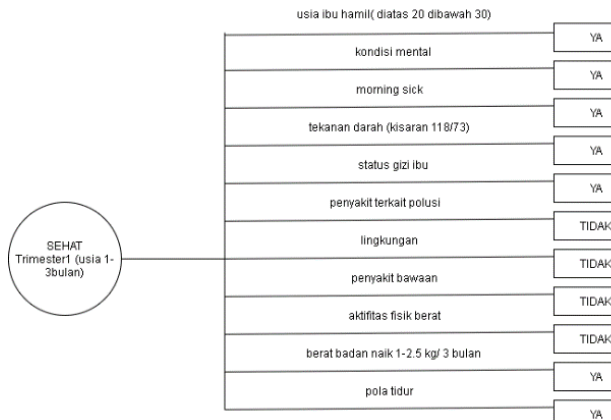 usia ibu hamil( diatas 20 dibawah 30)
YA
kondisi mental
YA
morning sick
YA
tekanan darah (kisaran 118/73)
YA
status gizi ibu
YA
penyakit terkait polusi
TIDAK
lingkungan
TIDAK
penyakit bawaan
TIDAK
aktifitas fisik berat
TIDAK
berat badan naik 1-2.5 kg/ 3 bulan
YA
pola tidur
YA
SEHAT
Trimester1 (usia 1-
3bulan)